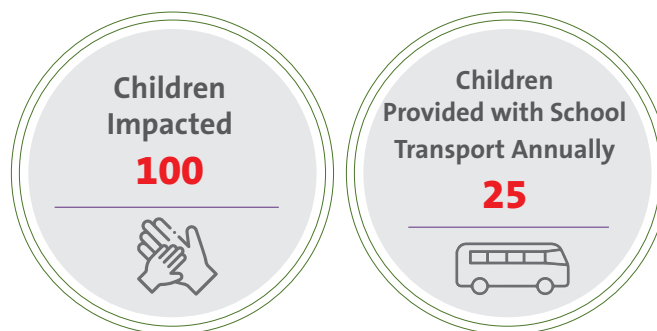 Children
Impacted
100
Children
Provided with School
Transport Annually
25